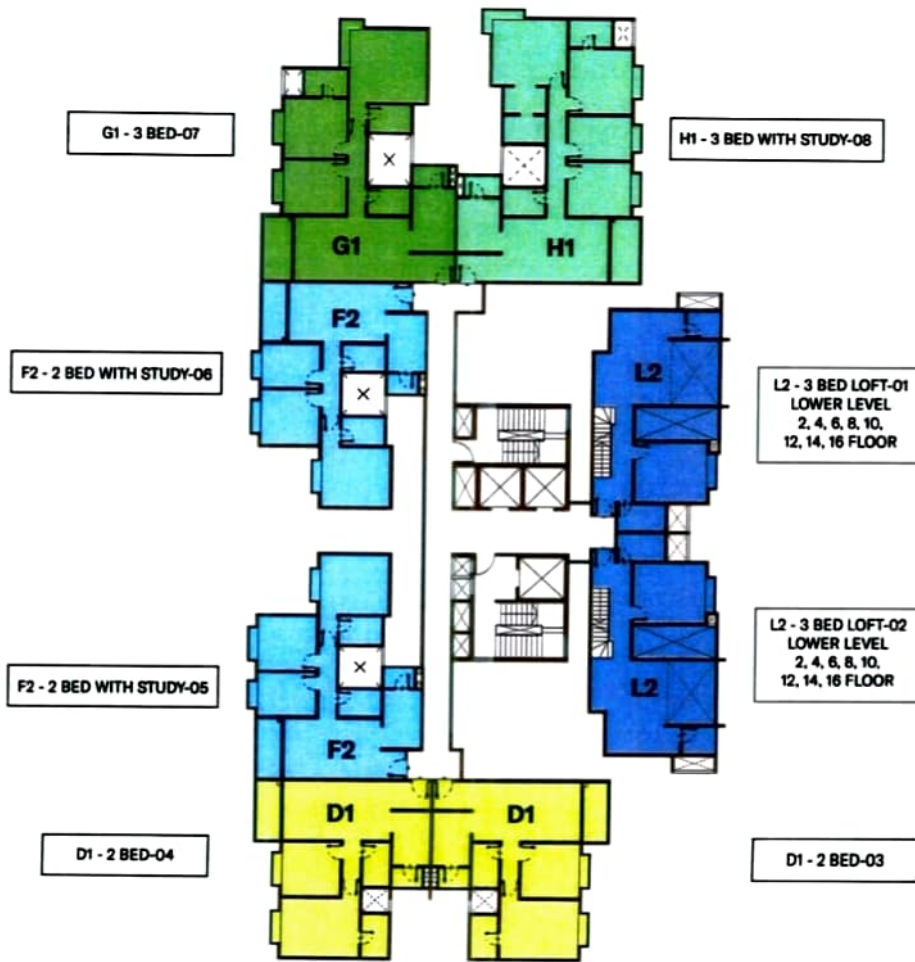 G1 - 3 BED-07
H1 - 3 BED WITH STUDY-08
G1
H1
F2
F2 - 2 BED WITH STUDY-06
L2
L2 - 3 BED LOFT-01
LOWER LEVEL
2, 4, 6, 8, 10,
12, 14, 16 FLOOR
L2 - 3 BED LOFT-02
LOWER LEVEL
2, 4, 6, 8, 10,
12, 14, 16 FLOOR
F2 - 2 BED WITH STUDY-05
L2
F2
D1
D1
D1 - 2 BED-04
D1 - 2 BED-03